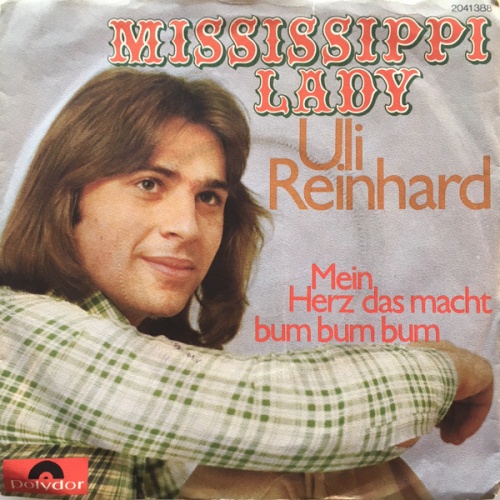 2041388
MISSISSIPPI
LADY
Uli
Reinhard
Mein
Herz das macht
bum bum bum
Polydor